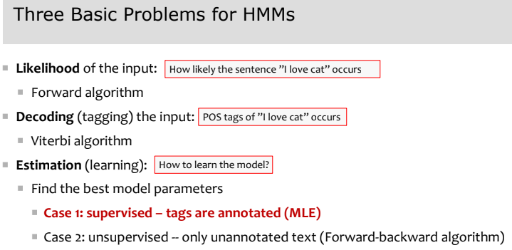 Three Basic Problems for HMMs
Likelihood of the input: How likely the sentence ”I love cat” occurs
Forward algorithm
Decoding (tagging) the input: POS tags of ”I love cat” occurs
Viterbi algorithm
Estimation (learning): How to learn the model?
Find the best model parameters
Case 1: supervised – tags are annotated (MLE)
Case 2: unsupervised -- only unannotated text (Forward-backward algorithm)